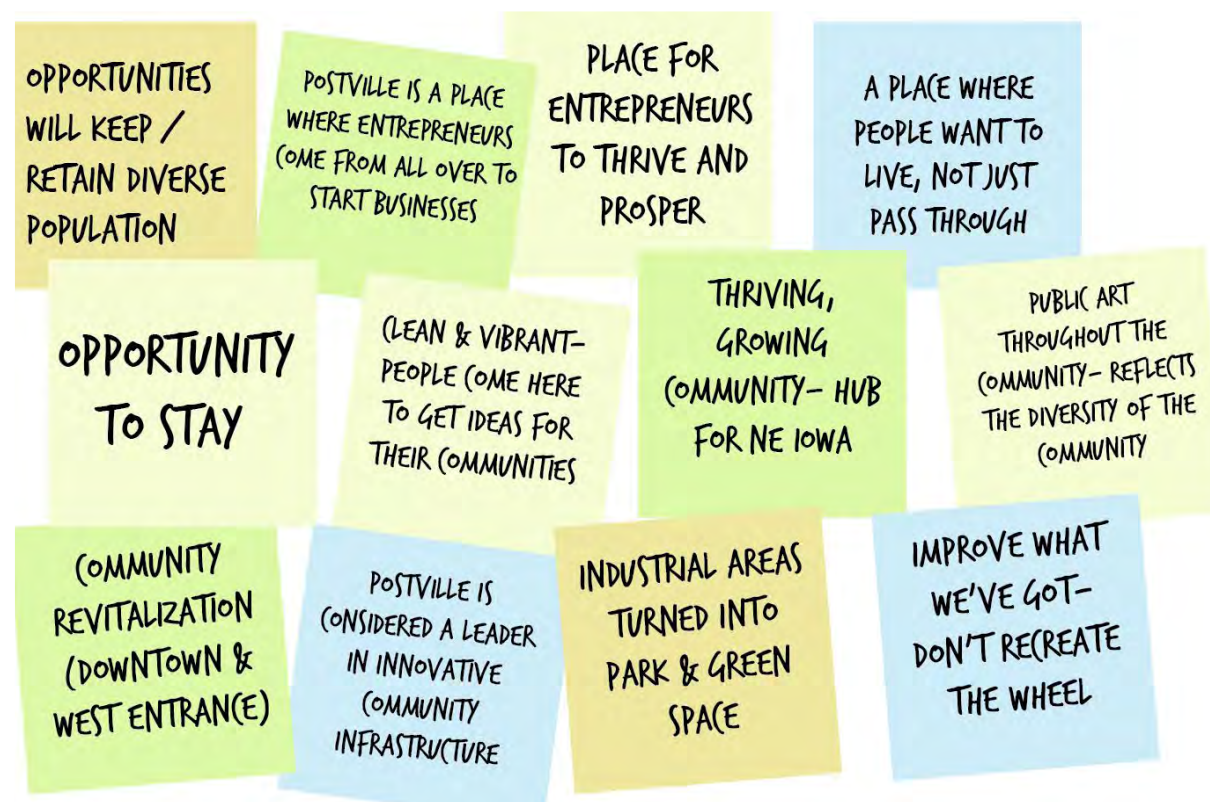 OPPORTUNITIES
WILL KEEP /
RETAIN DIVERSE
POPULATION
POSTVILLE IS A PLACE
WHERE ENTREPRENEURS
COME FROM ALL OVER TO
START BUSINESSES
PLACE FOR
ENTREPRENEURS
TO THRIVE AND
PROSPER
A PLACE WHERE
PEOPLE WANT TO
LIVE, NOT JUST
PASS THROUGH
OPPORTUNITY
TO STAY
CLEAN & VIBRANT-
PEOPLE COME HERE
TO GET IDEAS FOR
THEIR COMMUNITIES
THRIVING,
GROWING
COMMUNITY- HUB
FOR NE IOWA
PUBLIC ART
THROUGHOUT THE
COMMUNITY- REFLECTS
THE DIVERSITY OF THE
COMMUNITY
COMMUNITY
REVITALIZATION
(DOWNTOWN &
WEST ENTRANCE)
POSTVILLE IS
CONSIDERED A LEADER
IN INNOVATIVE
COMMUNITY
INFRASTRUCTURE
INDUSTRIAL AREAS
TURNED INTO
PARK & GREEN
SPACE
IMPROVE WHAT
WE'VE GOT-
DON'T RECREATE
THE WHEEL